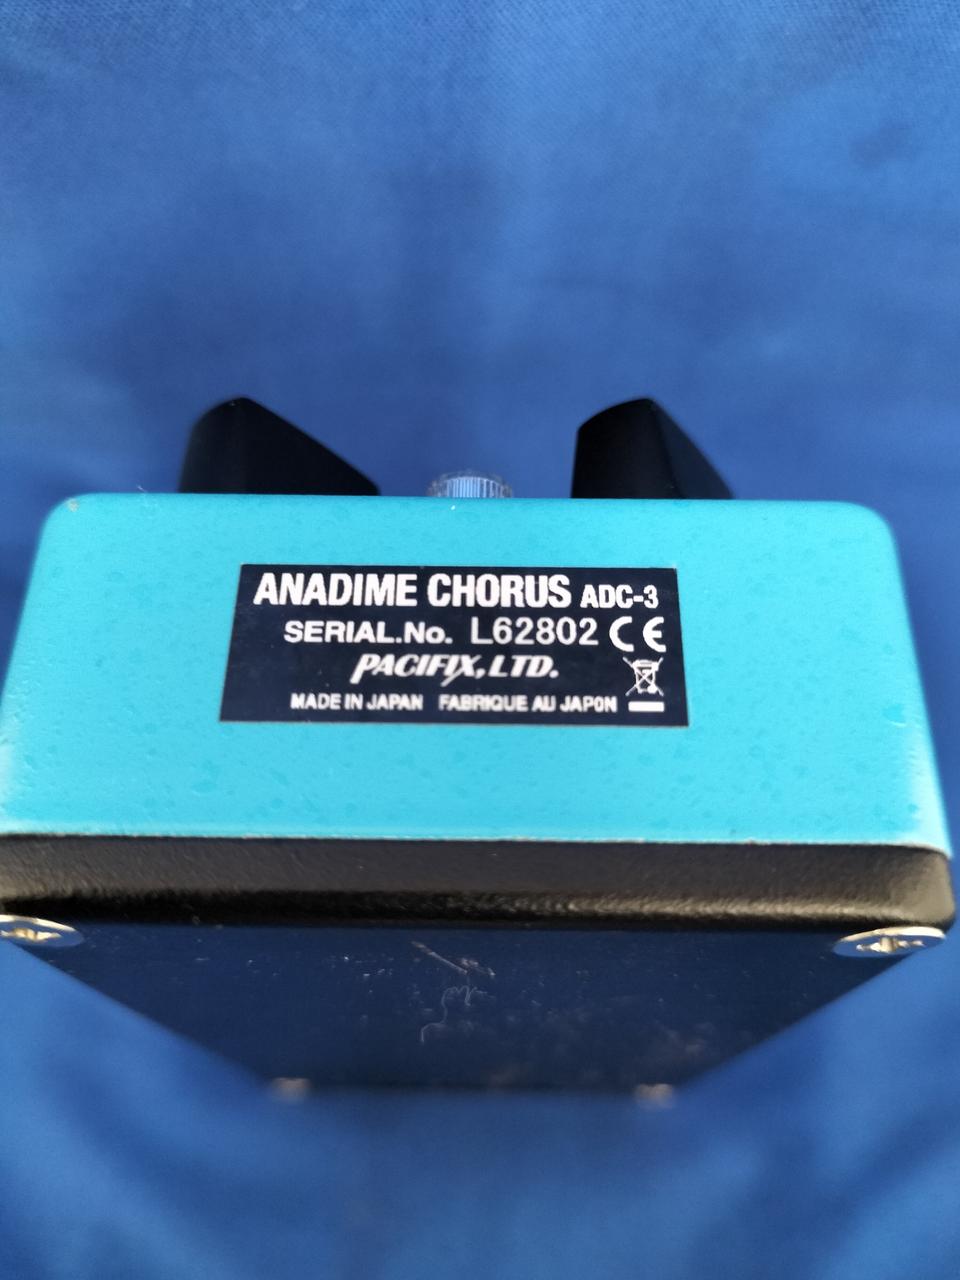 ANADIME CHORUS ADC-3
SERIAL.No. L62802 CE
PACIFIX, LTD.
MADE IN JAPAN FABRIQUE AU JAPON